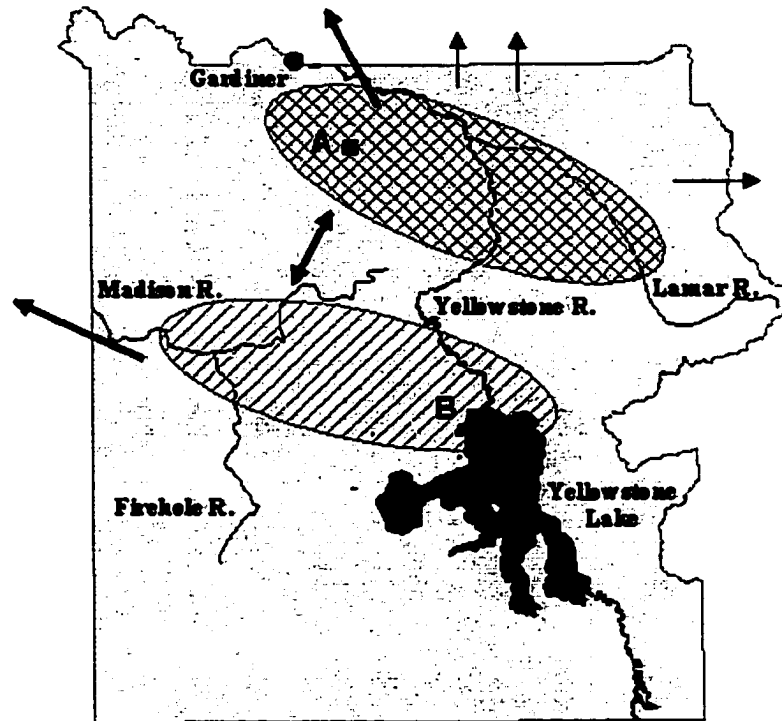 Gardiner
A
Madison R.
Yellowstone R.
Lamar R.
B
Firehole R.
Yellowstone
Lake